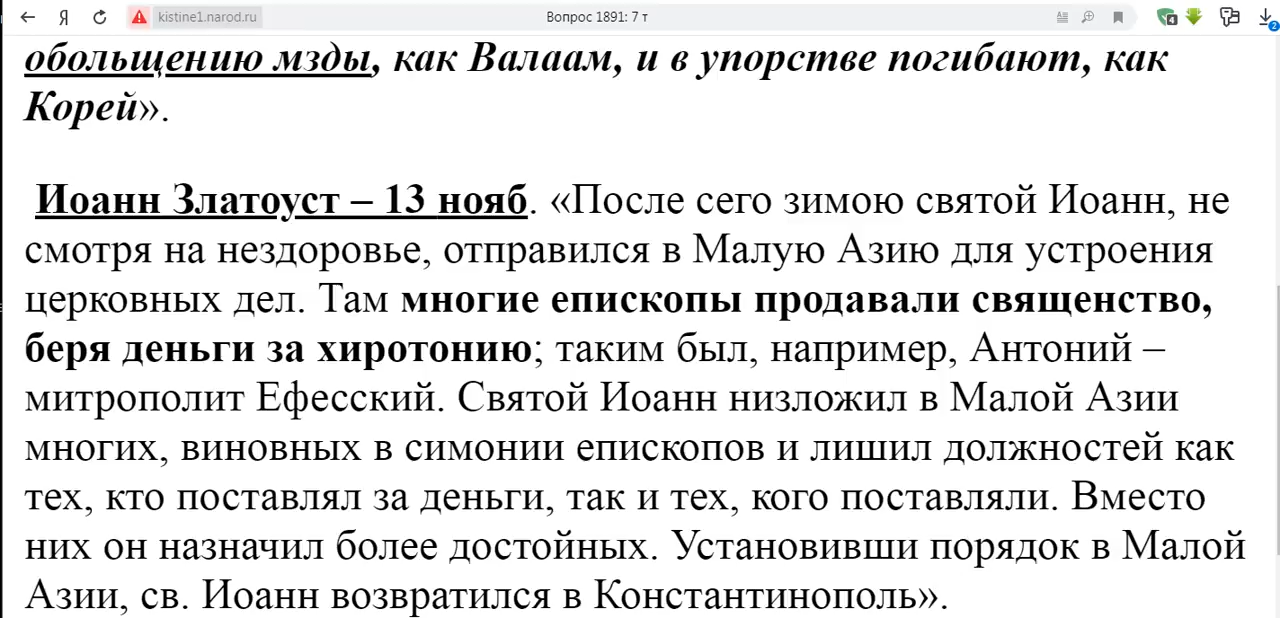 Я kistine1.narod.ru Вопрос 1891: 7 т 4 2
обольщению мзды, как Валаам, и в упорстве погибают, как
Корей».
Иоанн Златоуст – 13 нояб. «После сего зимою святой Иоанн, не
смотря на нездоровье, отправился в Малую Азию для устроения
церковных дел. Там многие епископы продавали священство,
беря деньги за хиротонию; таким был, например, Антоний –
митрополит Ефесский. Святой Иоанн низложил в Малой Азии
многих, виновных в симонии епископов и лишил должностей как
тех, кто поставлял за деньги, так и тех, кого поставляли. Вместо
них он назначил более достойных. Установивши порядок в Малой
Азии, св. Иоанн возвратился в Константинополь».